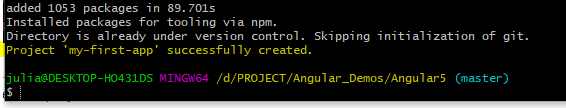 added 1053 packages in 89.701s
Installed packages for tooling via npm.
Directory is already under version control. Skipping initialization of git.
Project 'my-first-app' successfully created.
julia@DESKTOP-HO431DS MINGW64 /d/PROJECT/Angular_Demos/Angular5 (master)
$